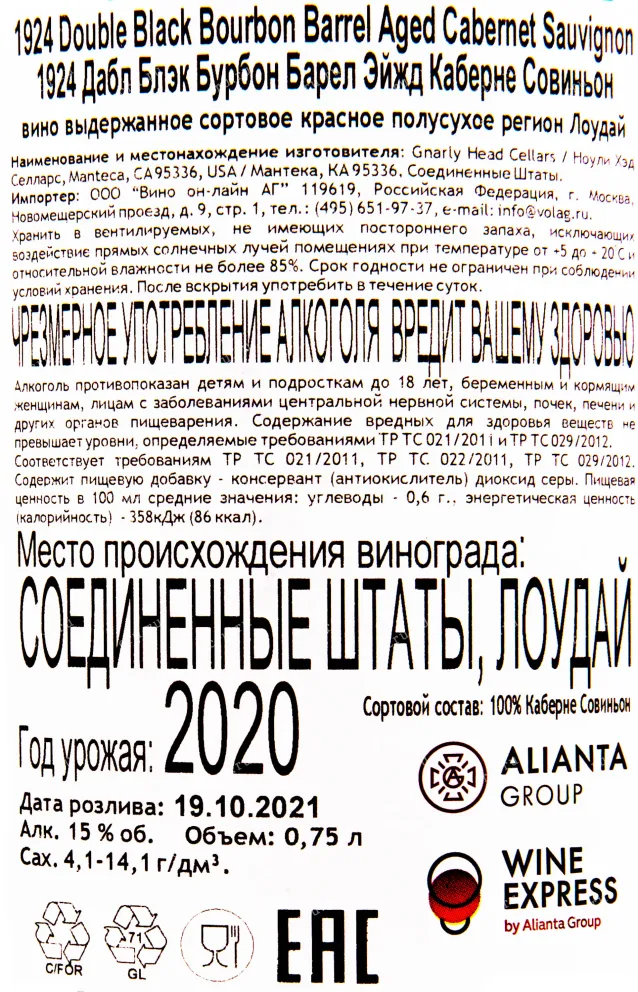 1924 Double Black Bourbon Barrel Aged Cabernet Sauvignon
1924 Дабл Блэк Бурбон Барел Эйжд Каберне Совиньон
вино выдержанное сортовое красное полусухое регион Лоудай
Наименование и местонахождение изготовителя: Gnarly Head Cellars / Ноули Хэд
Селларс, Manteca, CA 95336, USA / Мантека, КА 95336, Соединенные Штаты.
Импортер: ООО "Вино он-лайн АГ" 119619, Российская Федерация, г. Москва,
Новомещерский проезд, д. 9, стр. 1, тел.: (495) 651-97-37, e-mail: info@volag.ru.
Хранить в вентилируемых, не имеющих постороннего запаха, исключающих
воздействие прямых солнечных лучей помещениях при температуре от +5 до +20 С и
относительной влажности не более 85%. Срок годности не ограничен при соблюдении
условий хранения. После вскрытия употребить в течение суток.
ЧРЕЗМЕРНОЕ УПОТРЕБЛЕНИЕ АЛКОГОЛЯ ВРЕДИТ ВАШЕМУ ЗДОРОВЬЮ
Алкоголь противопоказан детям и подросткам до 18 лет, беременным и кормящим
женщинам, лицам с заболеваниями центральной нервной системы, почек, печени и
других органов пищеварения. Содержание вредных для здоровья веществ не
превышает уровни, определяемые требованиями ТР ТС 021/2011 и ТР ТС 029/2012.
Соответствует требованиям ТР ТС 021/2011, ТР ТС 022/2011, ТР ТС 029/2012.
Содержит пищевую добавку - консервант (антиокислитель) диоксид серы. Пищевая
ценность в 100 мл средние значения: углеводы - 0,6 г., энергетическая ценность
(калорийность) - 358кДж (86 ккал).
Место происхождения винограда:
СОЕДИНЕННЫЕ ШТАТЫ, ЛОУДАЙ
Сортовой состав: 100% Каберне Совиньон
Год урожая: 2020
ALIANTA
GROUP
Дата розлива: 19.10.2021
Алк. 15 % об. Объем: 0,75 л
Сах. 4,1-14,1 г/дм³.
WINE
EXPRESS
by Alianta Group
C/FOR
71
GL
EAC